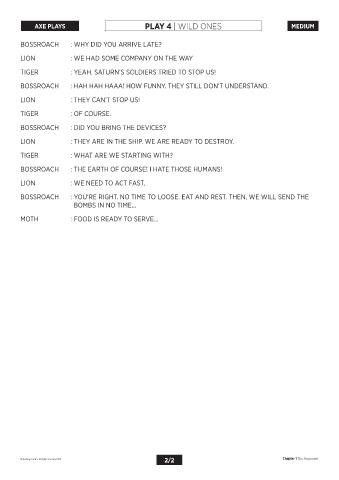 AXE PLAYS
PLAY 4 | WILD ONES
MEDIUM
BOSSROACH : WHY DID YOU ARRIVE LATE?
LION : WE HAD SOME COMPANY ON THE WAY
TIGER : YEAH. SATURN'S SOLDIERS TRIED TO STOP US!
BOSSROACH : HAH HAH HAAA! HOW FUNNY. THEY STILL DON'T UNDERSTAND.
LION : THEY CAN'T STOP US!
TIGER : OF COURSE.
BOSSROACH : DID YOU BRING THE DEVICES?
LION : THEY ARE IN THE SHIP. WE ARE READY TO DESTROY.
TIGER : WHAT ARE WE STARTING WITH?
BOSSROACH : THE EARTH OF COURSE! I HATE THOSE HUMANS!
LION : WE NEED TO ACT FAST.
BOSSROACH : YOU'RE RIGHT. NO TIME TO LOOSE. EAT AND REST. THEN, WE WILL SEND THE
BOMBS IN NO TIME...
MOTH : FOOD IS READY TO SERVE...
2/2